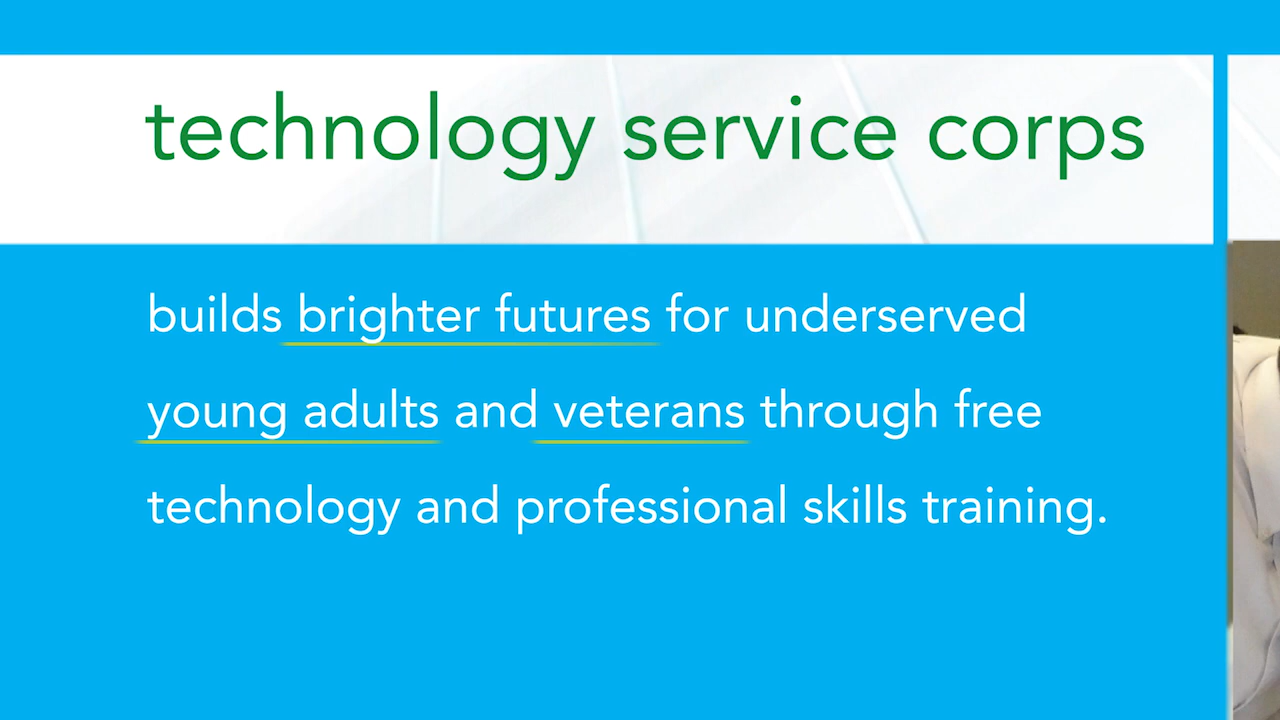 technology service corps
builds brighter futures for underserved
young adults and veterans through free
technology and professional skills training.